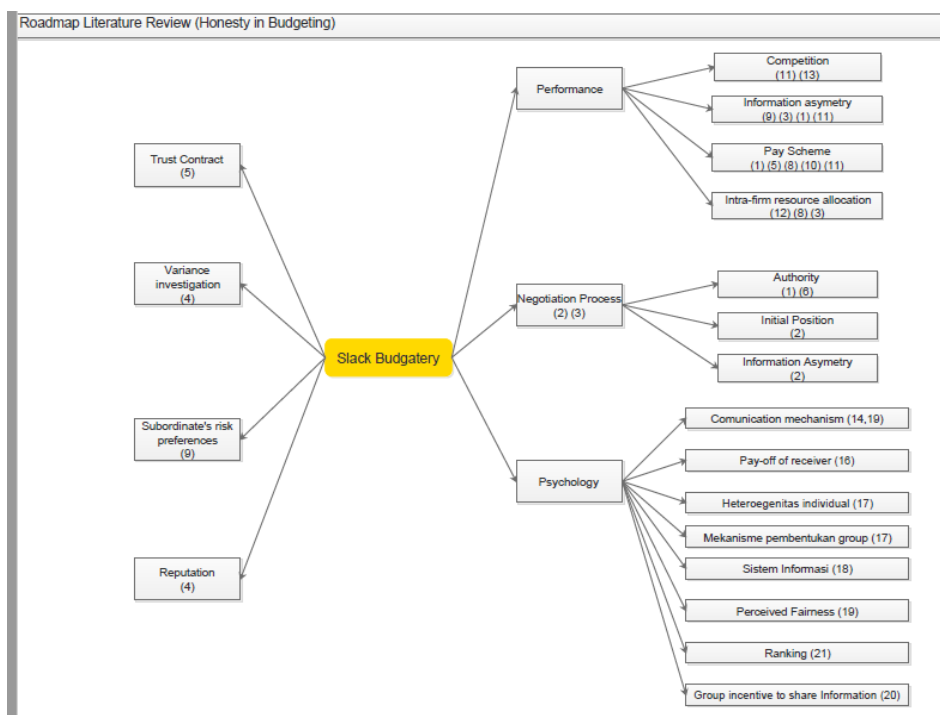 Roadmap Literature Review (Honesty in Budgeting)
Trust Contract
(5)
Variance
investigation
(4)
Subordinate's risk
preferences
(9)
Reputation
(4)
Slack Budgatery
Performance
Competition
(11) (13)
Information asymetry
(9) (3) (1) (11)
Pay Scheme
(1) (5) (8) (10) (11)
Intra-firm resource allocation
(12) (8) (3)
Negotiation Process
(2) (3)
Authority
(1) (6)
Initial Position
(2)
Information Asymetry
(2)
Psychology
Comunication mechanism (14,19)
Pay-off of receiver (16)
Heteroegenitas individual (17)
Mekanisme pembentukan group (17)
Sistem Informasi (18)
Perceived Fairness (19)
Ranking (21)
Group incentive to share Information (20)